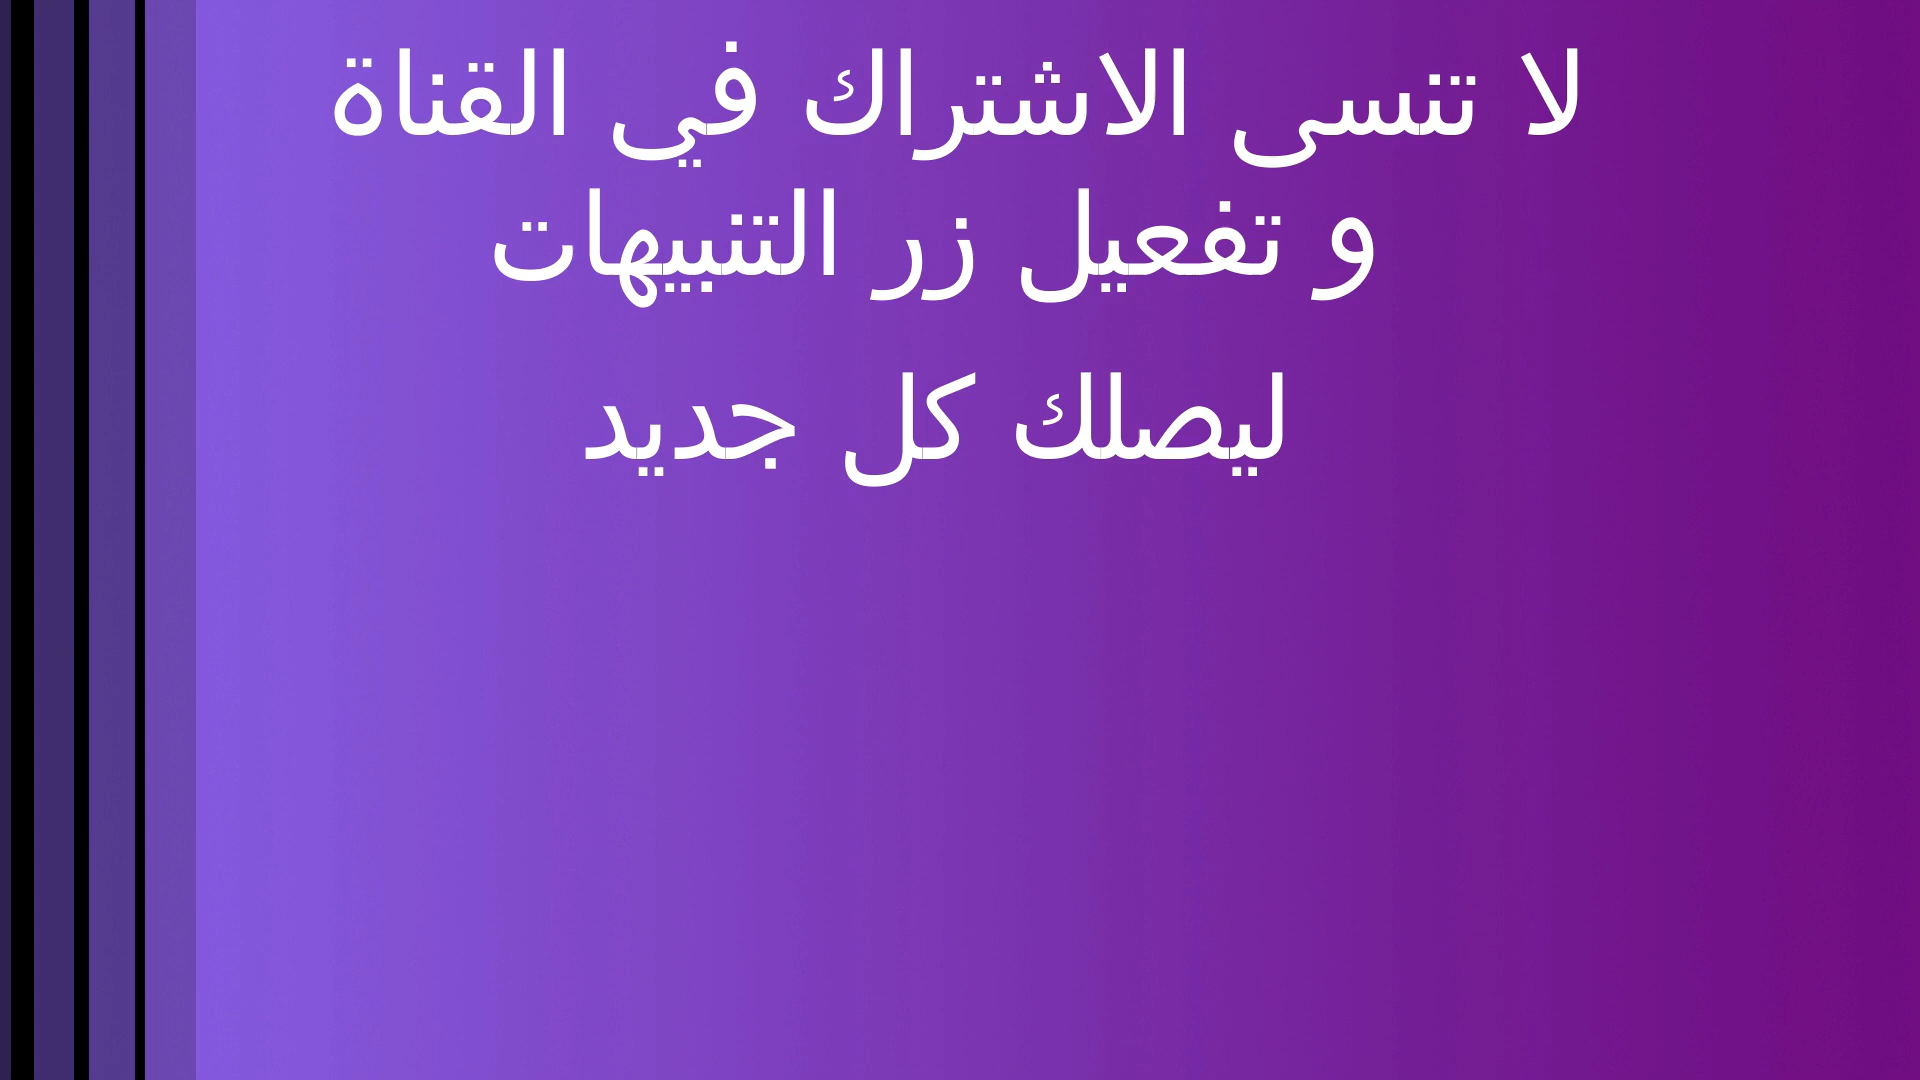 لا تنسى الاشتراك في القناة
و تفعيل زر التنبيهات
ليصلك كل جديد